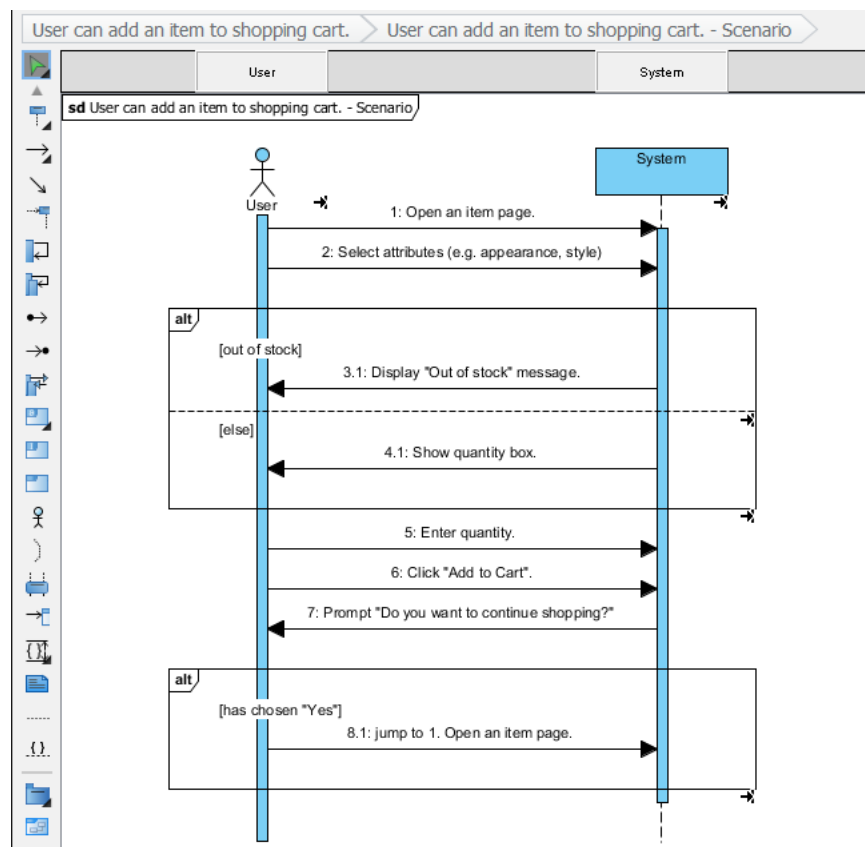 User can add an item to shopping cart.
User can add an item to shopping cart. - Scenario
User
System
sd User can add an item to shopping cart. - Scenario
System
User
1: Open an item page.
2: Select attributes (e.g. appearance, style)
alt
[out of stock]
3.1: Display "Out of stock" message.
[else]
4.1: Show quantity box.
5: Enter quantity.
6: Click "Add to Cart".
7: Prompt "Do you want to continue shopping?"
alt
[has chosen "Yes"]
8.1: jump to 1. Open an item page.